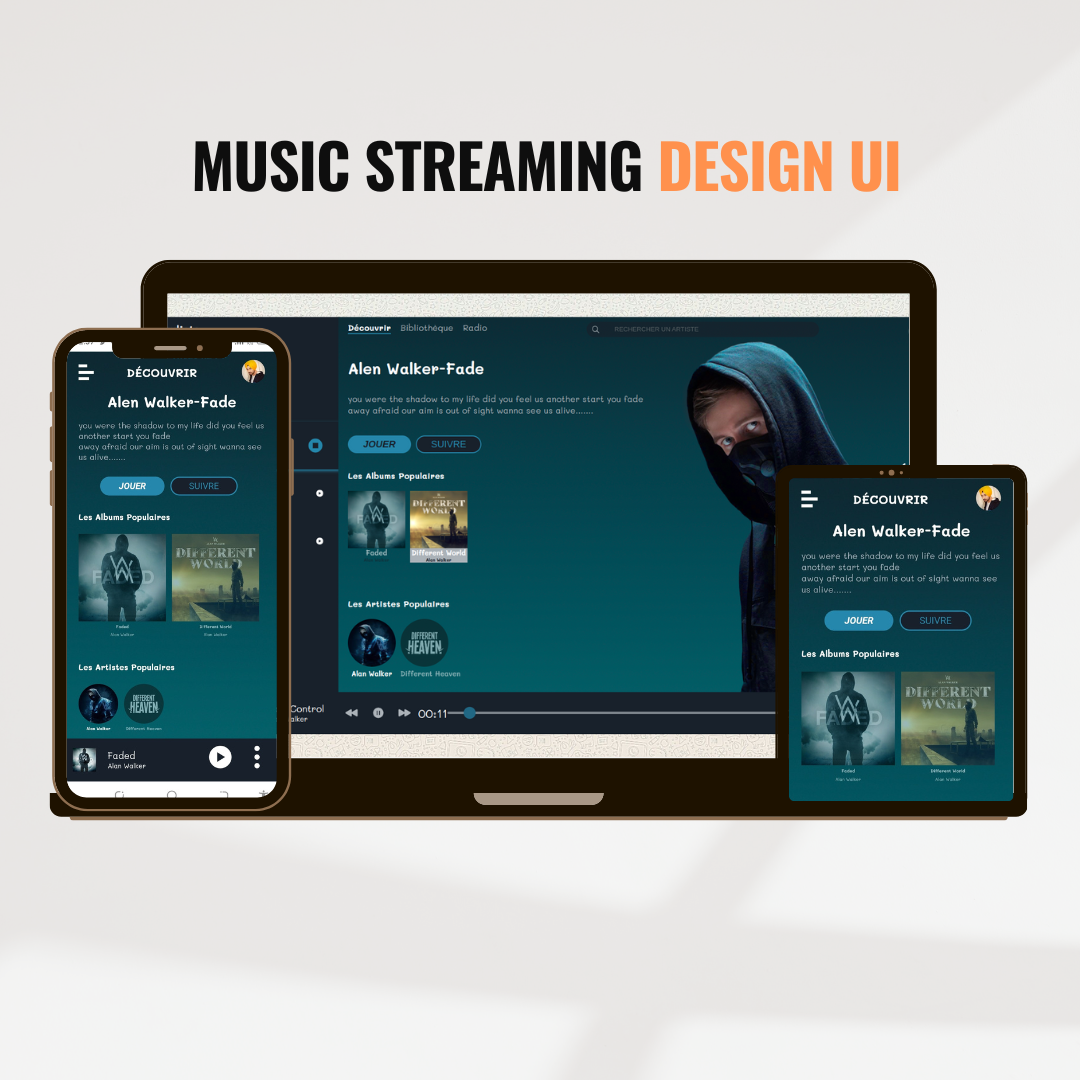 MUSIC STREAMING DESIGN UI
Découvrir Bibliothéque Radio
RECHERCHER UN ARTISTE
Alen Walker-Fade
you were the shadow to my life did you feel us another start you fade
away afraid our aim is out of sight wanna see us alive.......
JOUER SUIVRE
Les Albums Populaires
FADED
DIFFERENT
WORLD
Faded
Different World
Alan Walker
Les Artistes Populaires
DIFFERENT
HEAVEN
Alan Walker Different Heaven
Control
alker
00:11
DÉCOUVRIR
Alen Walker-Fade
you were the shadow to my life did you feel us
another start you fade
away afraid our aim is out of sight wanna see
us alive.......
JOUER SUIVRE
Les Albums Populaires
FADED
DIFFERENT
WORLD
Faded Different World
Alan Walker Alan Walker
Les Artistes Populaires
DIFFERENT
HEAVEN
Alan Walker Different Heaven
Faded
Alan Walker
DÉCOUVRIR
Alen Walker-Fade
you were the shadow to my life did you feel us
another start you fade
away afraid our aim is out of sight wanna see
us alive.......
JOUER SUIVRE
Les Albums Populaires
FADED
ALAN WALKER
DIFFERENT
WORLD
Faded Different World
Alan Walker Alan Walker